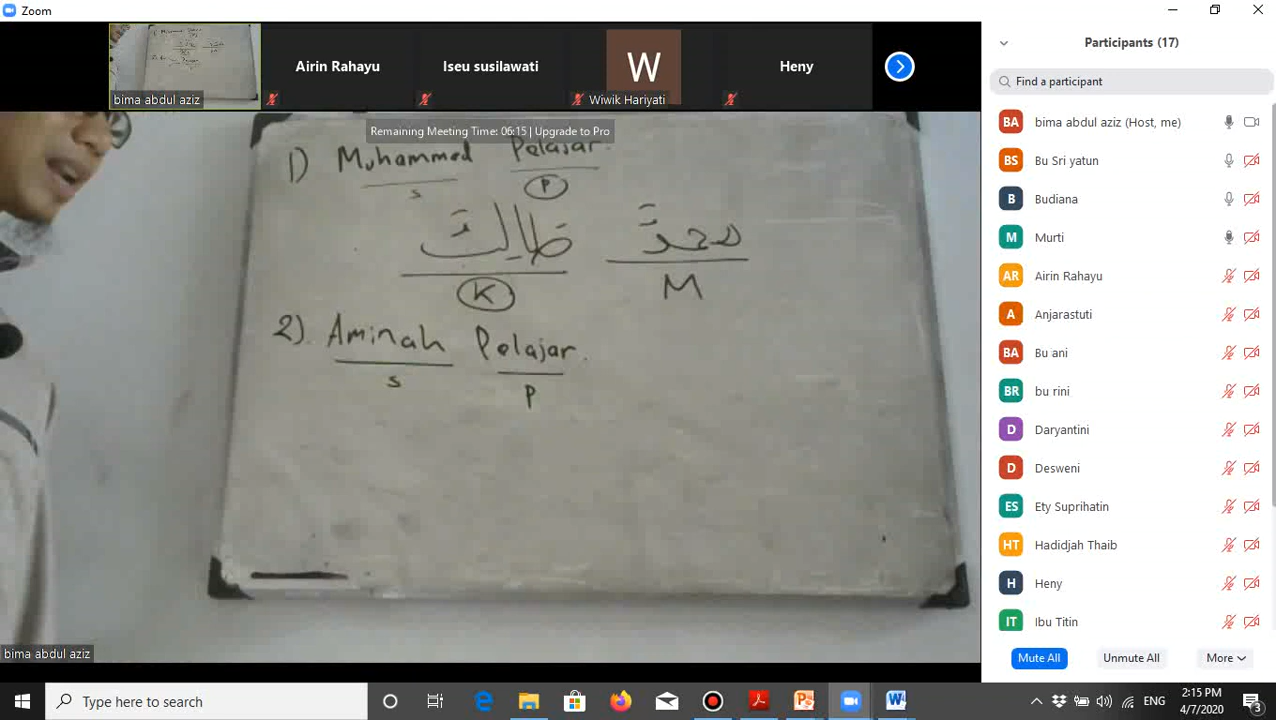 Zoom
Participants (17)
Find a participant
bima abdul aziz
Airin Rahayu
Iseu susilawati
W
Wiwik Hariyati
Heny
Remaining Meeting Time: 06:15 | Upgrade to Pro
1) Muhammed Pelajar.
S P
طالبٌ محمدٌ
K M
2). Aminah Pelajar.
S P
bima abdul aziz
BA bima abdul aziz (Host, me)
BS Bu Sri yatun
B Budiana
M Murti
AR Airin Rahayu
A Anjarastuti
BA Bu ani
BR bu rini
D Daryantini
D Desweni
ES Ety Suprihatin
HT Hadidjah Thaib
H Heny
IT Ibu Titin
Mute All Unmute All More
Type here to search
ENG
2:15 PM
4/7/2020
3